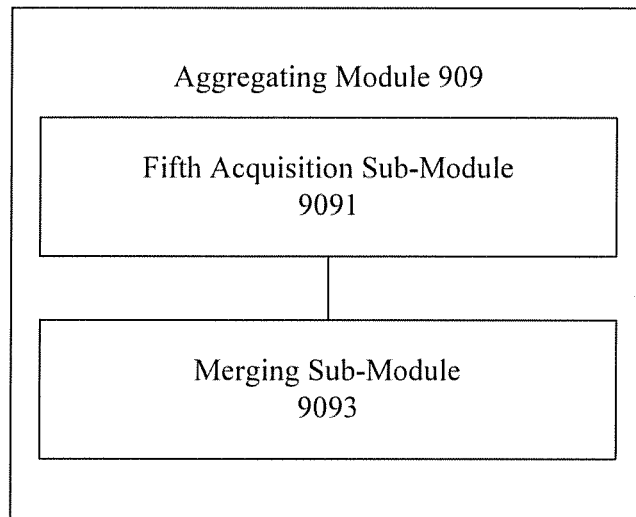 Aggregating Module 909
Fifth Acquisition Sub-Module
9091
Merging Sub-Module
9093